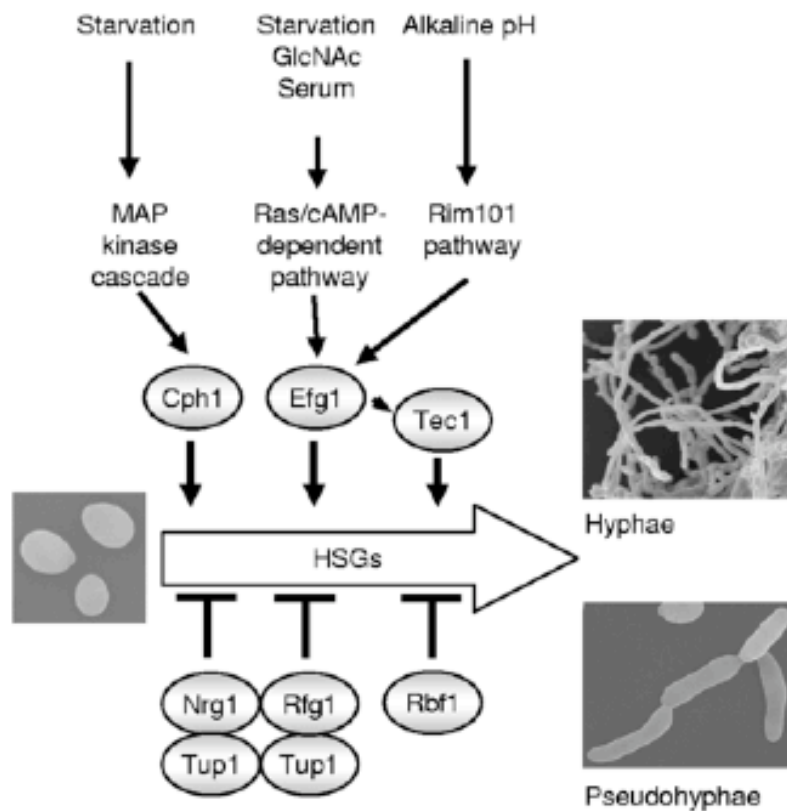 Starvation
Starvation
GlcNAc
Serum
Alkaline pH
MAP
kinase
cascade
Ras/cAMP-
dependent
pathway
Rim101
pathway
Cph1
Efg1
Tec1
HSGs
Hyphae
Nrg1
Rfg1
Rbf1
Tup1
Tup1
Pseudohyphae